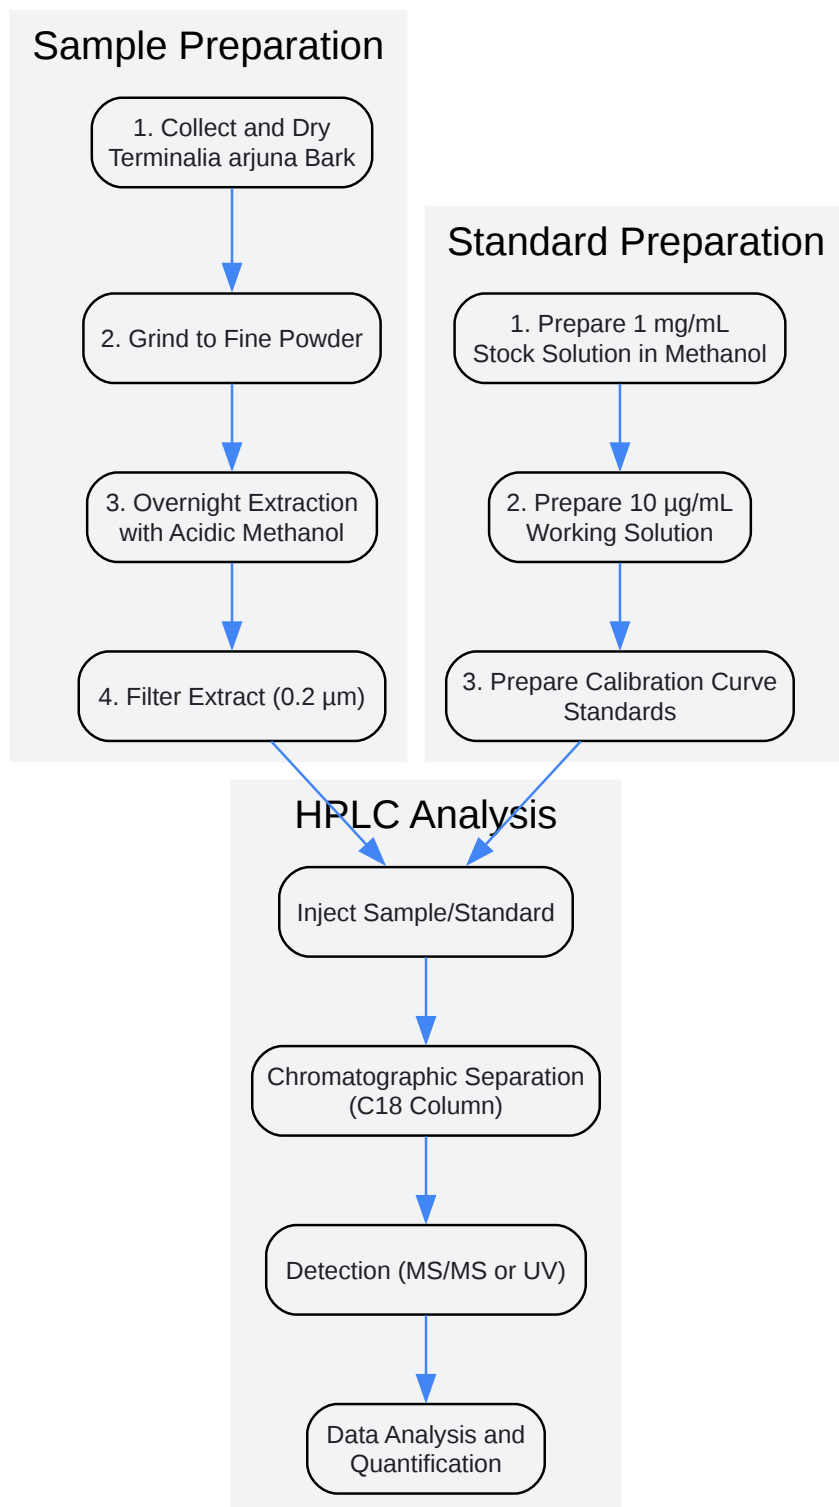 Sample Preparation
1. Collect and Dry
Terminalia arjuna Bark
2. Grind to Fine Powder
3. Overnight Extraction
with Acidic Methanol
4. Filter Extract (0.2 µm)
Standard Preparation
1. Prepare 1 mg/mL
Stock Solution in Methanol
2. Prepare 10 µg/mL
Working Solution
3. Prepare Calibration Curve
Standards
HPLC Analysis
Inject Sample/Standard
Chromatographic Separation
(C18 Column)
Detection (MS/MS or UV)
Data Analysis and
Quantification